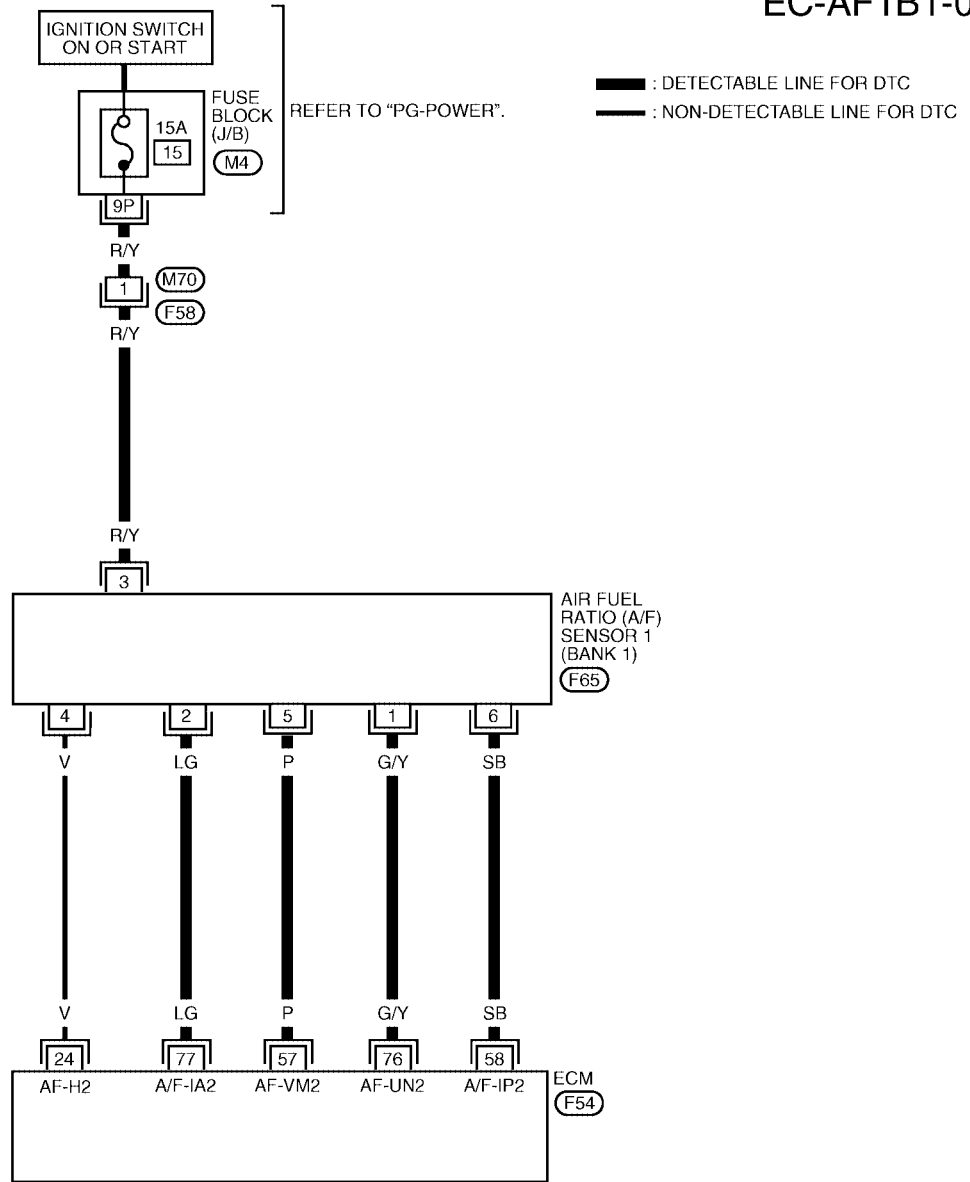 EC-AF1B1-0
IGNITION SWITCH
ON OR START
FUSE
BLOCK
(J/B)
M4
15A
15
9P
REFER TO “PG-POWER”.
: DETECTABLE LINE FOR DTC
: NON-DETECTABLE LINE FOR DTC
R/Y
1
M70
F58
R/Y
R/Y
3
AIR FUEL
RATIO (A/F)
SENSOR 1
(BANK 1)
F65
4 2 5 1 6
V LG P G/Y SB
V LG P G/Y SB
24 77 57 76 58
AF-H2 A/F-IA2 AF-VM2 AF-UN2 A/F-IP2
ECM
F54